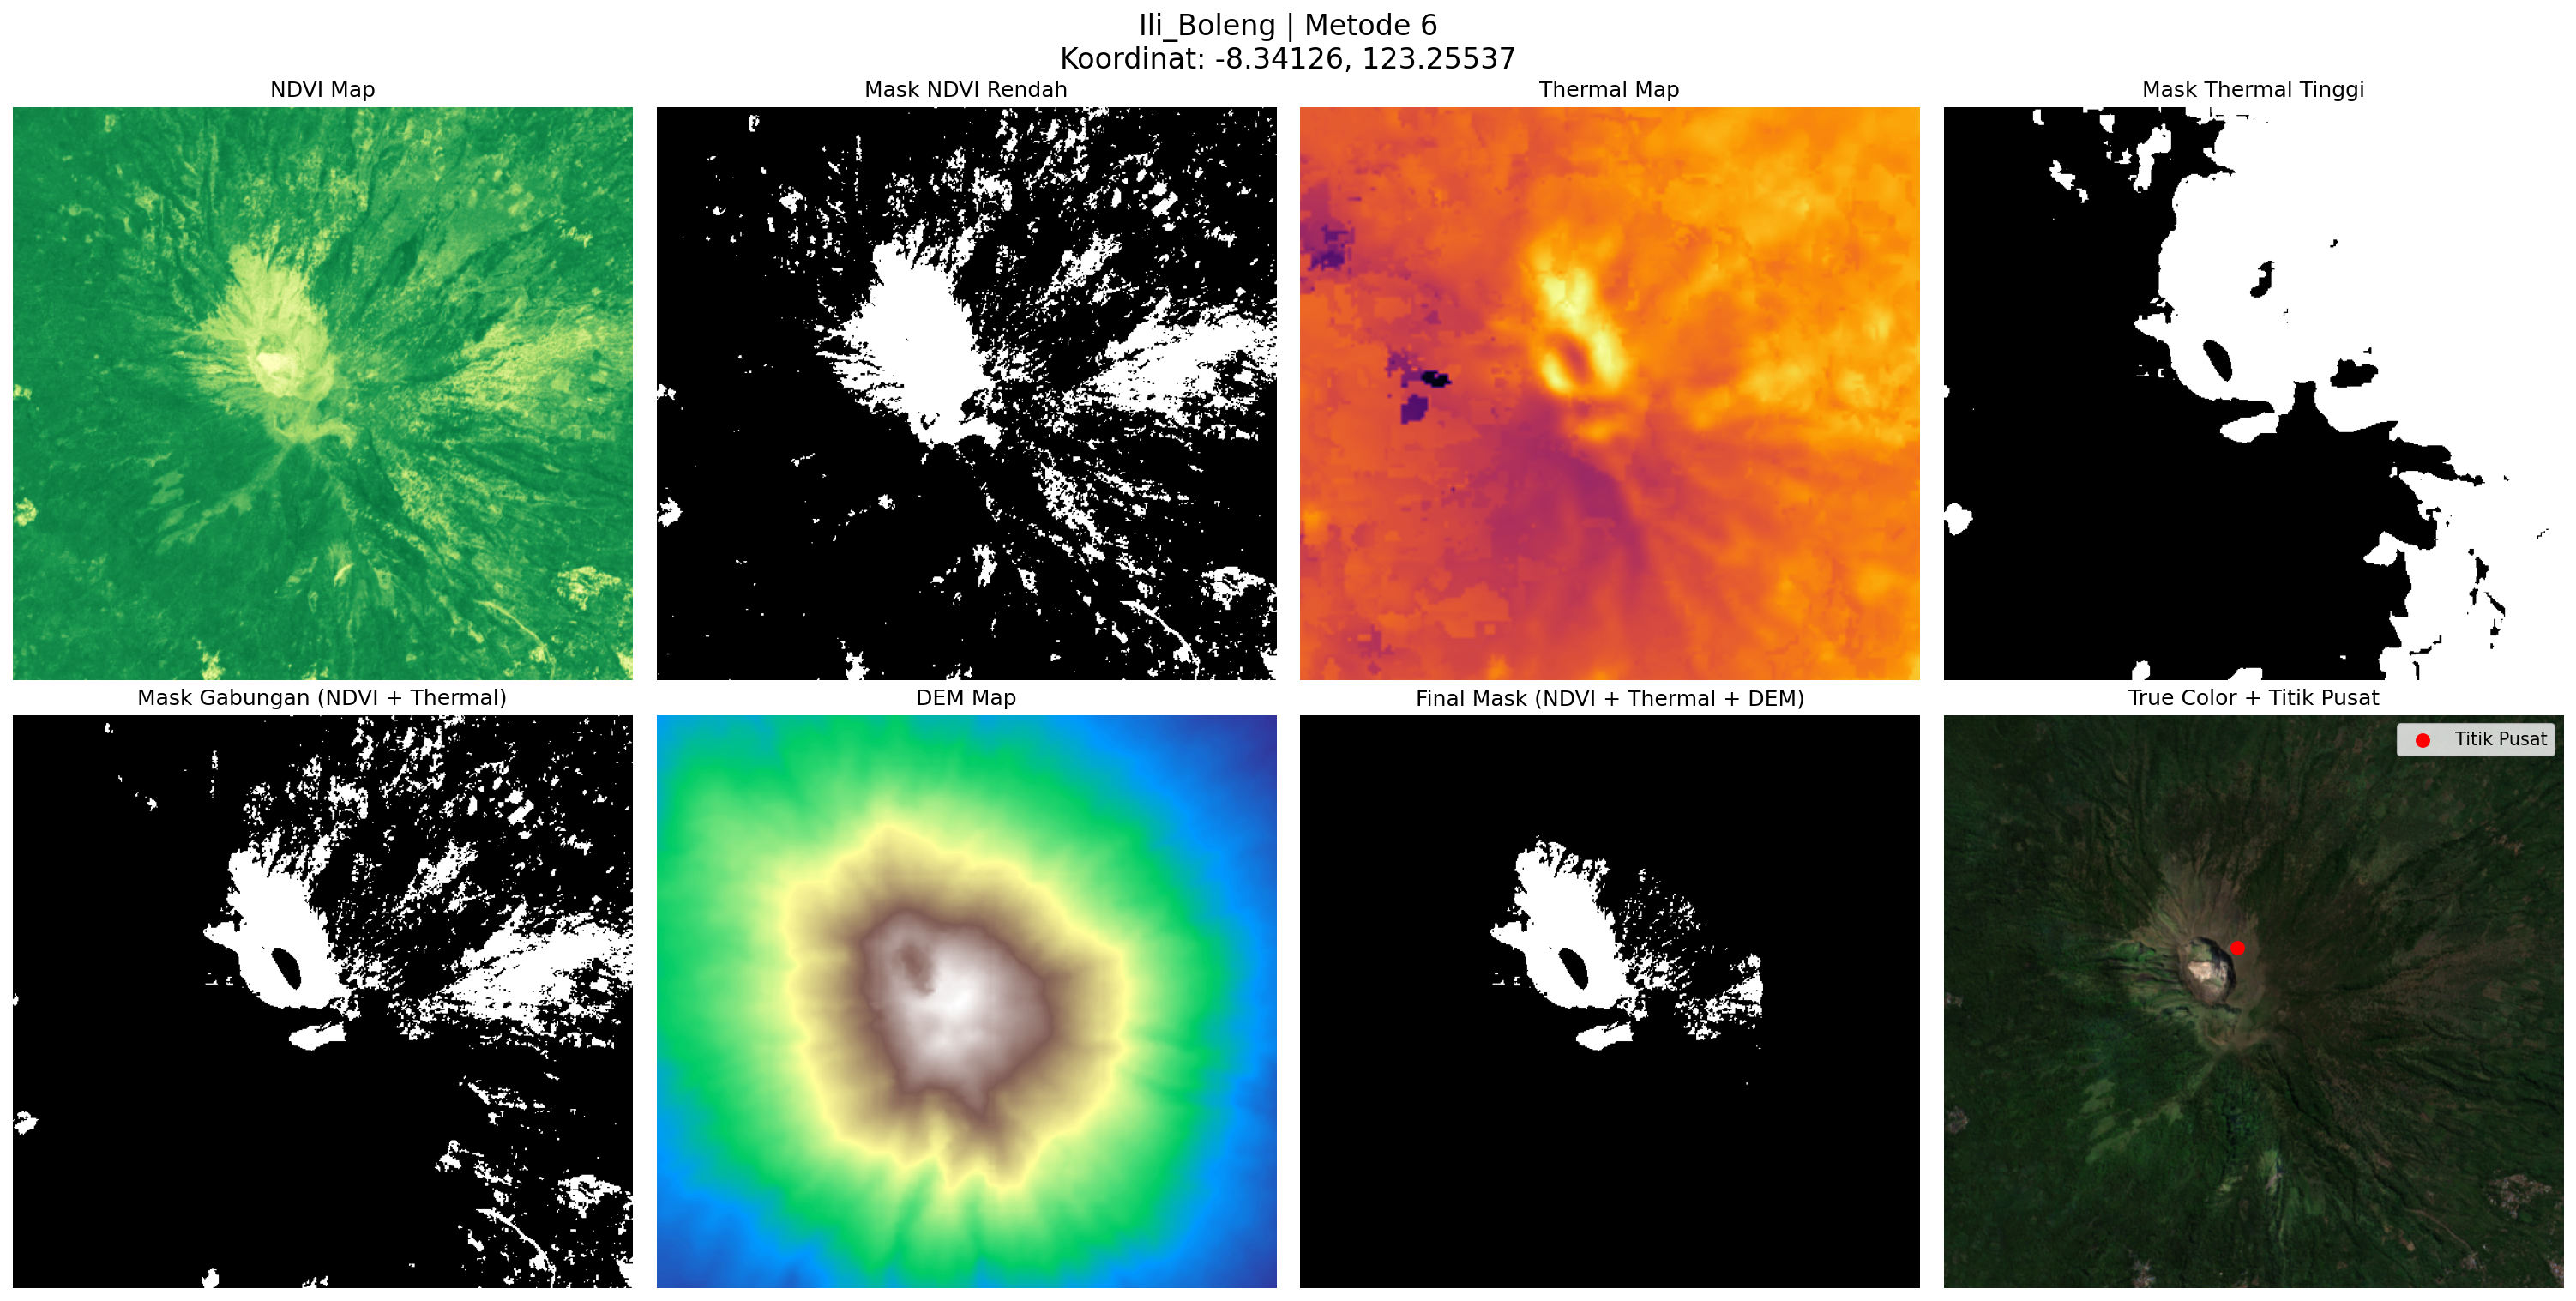 Ili_Boleng | Metode 6
Koordinat: -8.34126, 123.25537
NDVI Map
Mask NDVI Rendah
Thermal Map
Mask Thermal Tinggi
Mask Gabungan (NDVI + Thermal)
DEM Map
Final Mask (NDVI + Thermal + DEM)
True Color + Titik Pusat
Titik Pusat